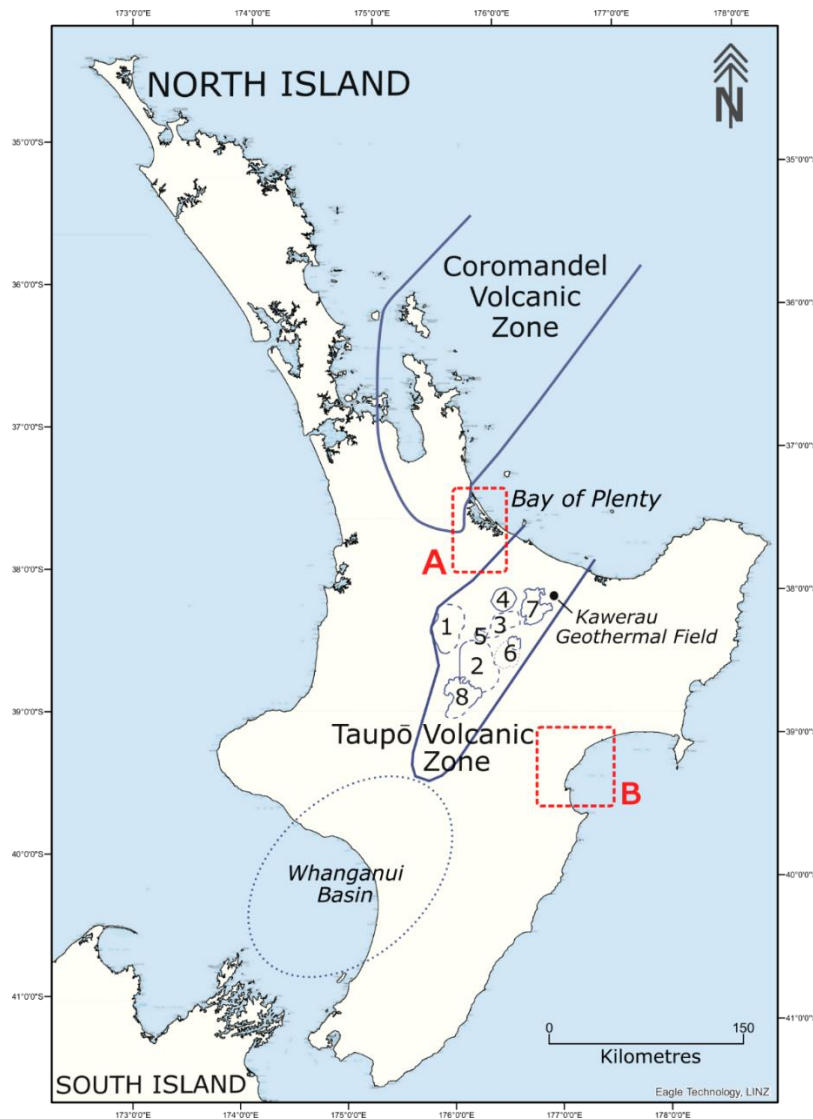 173°0'0"E 174°0'0"E 175°0'0"E 176°0'0"E 177°0'0"E 178°0'0"E
NORTH ISLAND
N
35°0'0"S
35°0'0"S
Coromandel
Volcanic
Zone
36°0'0"S
36°0'0"S
37°0'0"S
37°0'0"S
Bay of Plenty
A
38°0'0"S
38°0'0"S
4
7
Kawerau
Geothermal Field
1
3
5
6
2
8
39°0'0"S
39°0'0"S
Taupō Volcanic
Zone
B
40°0'0"S
40°0'0"S
Whanganui
Basin
41°0'0"S
41°0'0"S
0 150
Kilometres
SOUTH ISLAND
Eagle Technology, LINZ
173°0'0"E 174°0'0"E 175°0'0"E 176°0'0"E 177°0'0"E 178°0'0"E